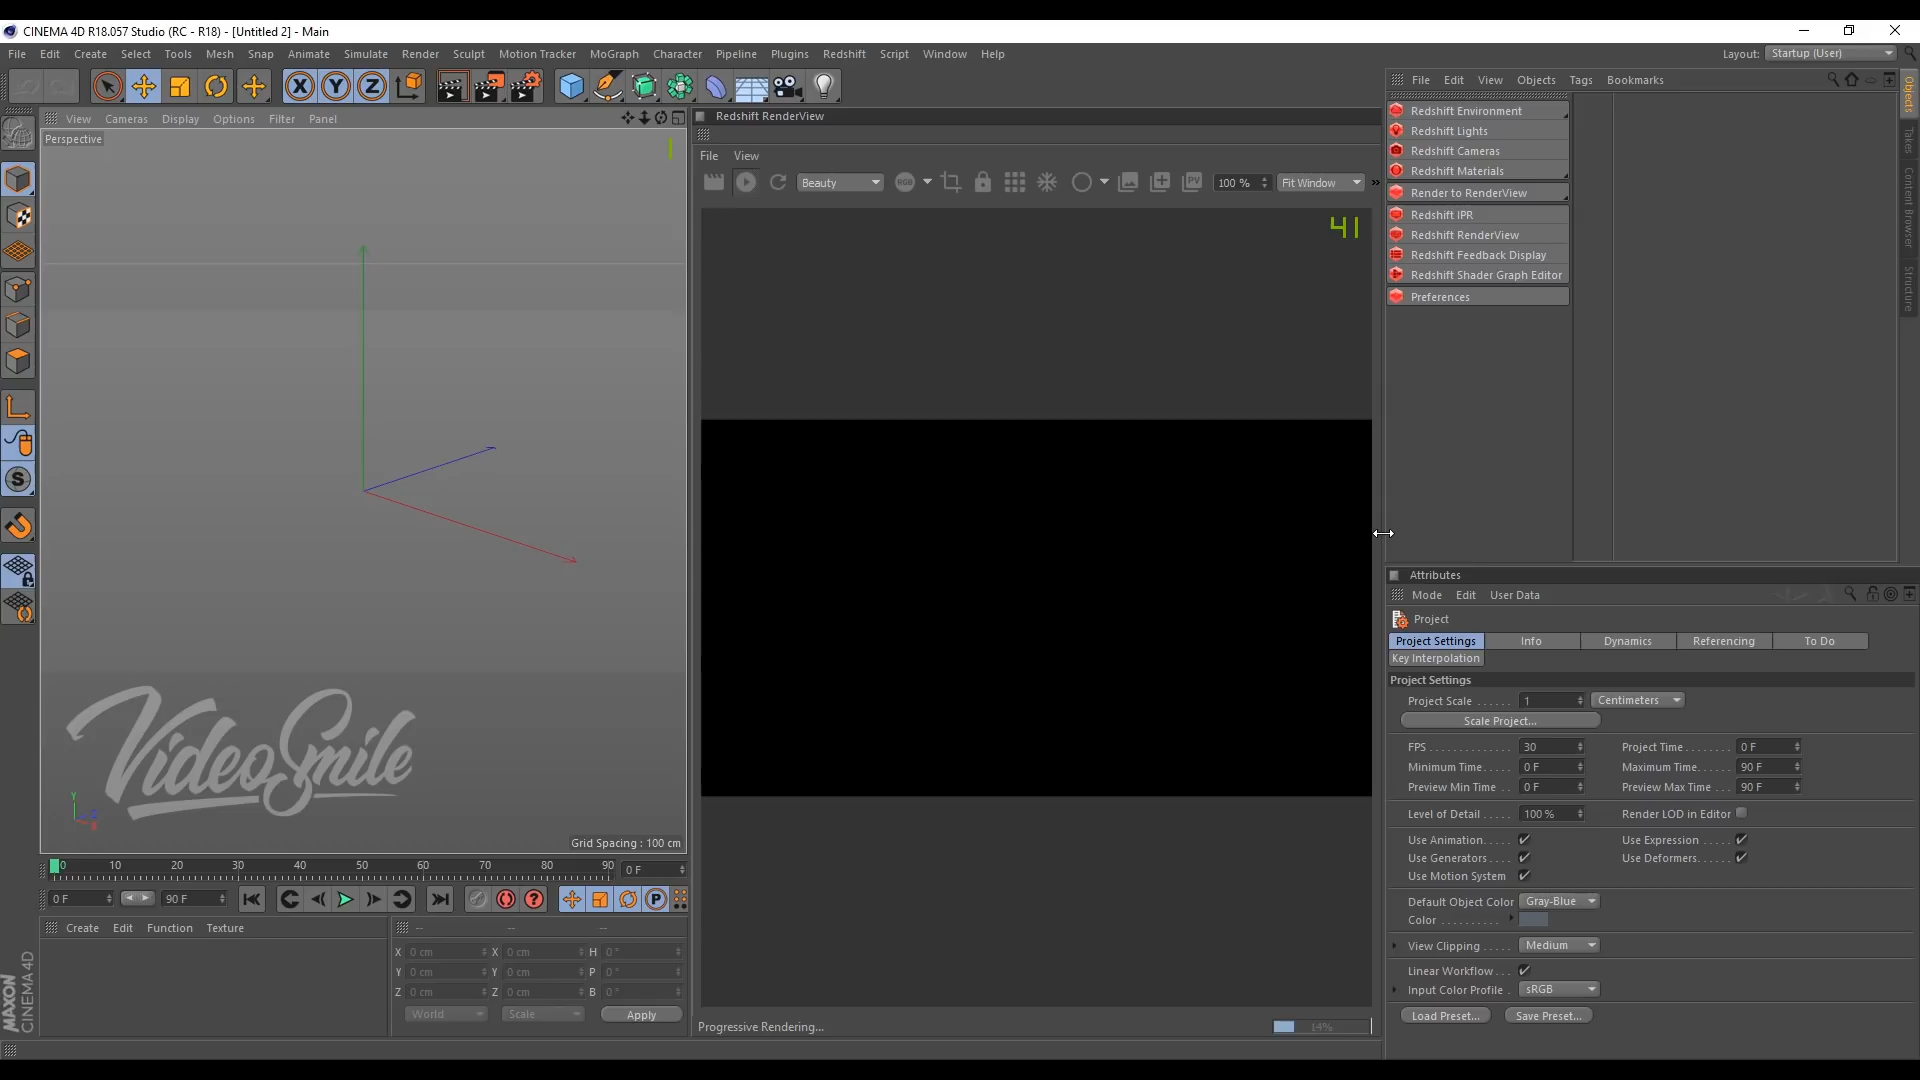 CINEMA 4D R18.057 Studio (RC - R18) - [Untitled 2] - Main
File Edit Create Select Tools Mesh Snap Animate Simulate Render Sculpt Motion Tracker MoGraph Character Pipeline Plugins Redshift Script Window Help
Layout: Startup (User)
X Y Z
View Cameras Display Options Filter Panel
Perspective
Redshift RenderView
File View
Beauty RGB PV 100 % Fit Window »
41
File Edit View Objects Tags Bookmarks
Redshift Environment
Redshift Lights
Redshift Cameras
Redshift Materials
Render to RenderView
Redshift IPR
Redshift RenderView
Redshift Feedback Display
Redshift Shader Graph Editor
Preferences
Objects
Takes
Content Browser
Structure
Attributes
Mode Edit User Data
Project
Project Settings Info Dynamics Referencing To Do
Key Interpolation
Project Settings
Project Scale . . . . . . 1 Centimeters
Scale Project...
FPS . . . . . . . . . . . . . 30 Project Time . . . . . . . . 0 F
Minimum Time . . . . . 0 F Maximum Time. . . . . . 90 F
Preview Min Time . . 0 F Preview Max Time . . . 90 F
Level of Detail . . . . . 100 % Render LOD in Editor
Use Animation. . . . . Use Expression . . . . . .
Use Generators . . . . Use Deformers. . . . . .
Use Motion System
Default Object Color Gray-Blue
Color . . . . . . . . . .
View Clipping . . . . . Medium
Linear Workflow . . .
Input Color Profile . sRGB
Load Preset... Save Preset...
VideoSmile
Y
Grid Spacing : 100 cm
0 10 20 30 40 50 60 70 80 90 0 F
0 F 90 F P
Create Edit Function Texture
-- -- --
X 0 cm X 0 cm H 0 °
Y 0 cm Y 0 cm P 0 °
Z 0 cm Z 0 cm B 0 °
World Scale Apply
Progressive Rendering... 14%
MAXON
CINEMA 4D